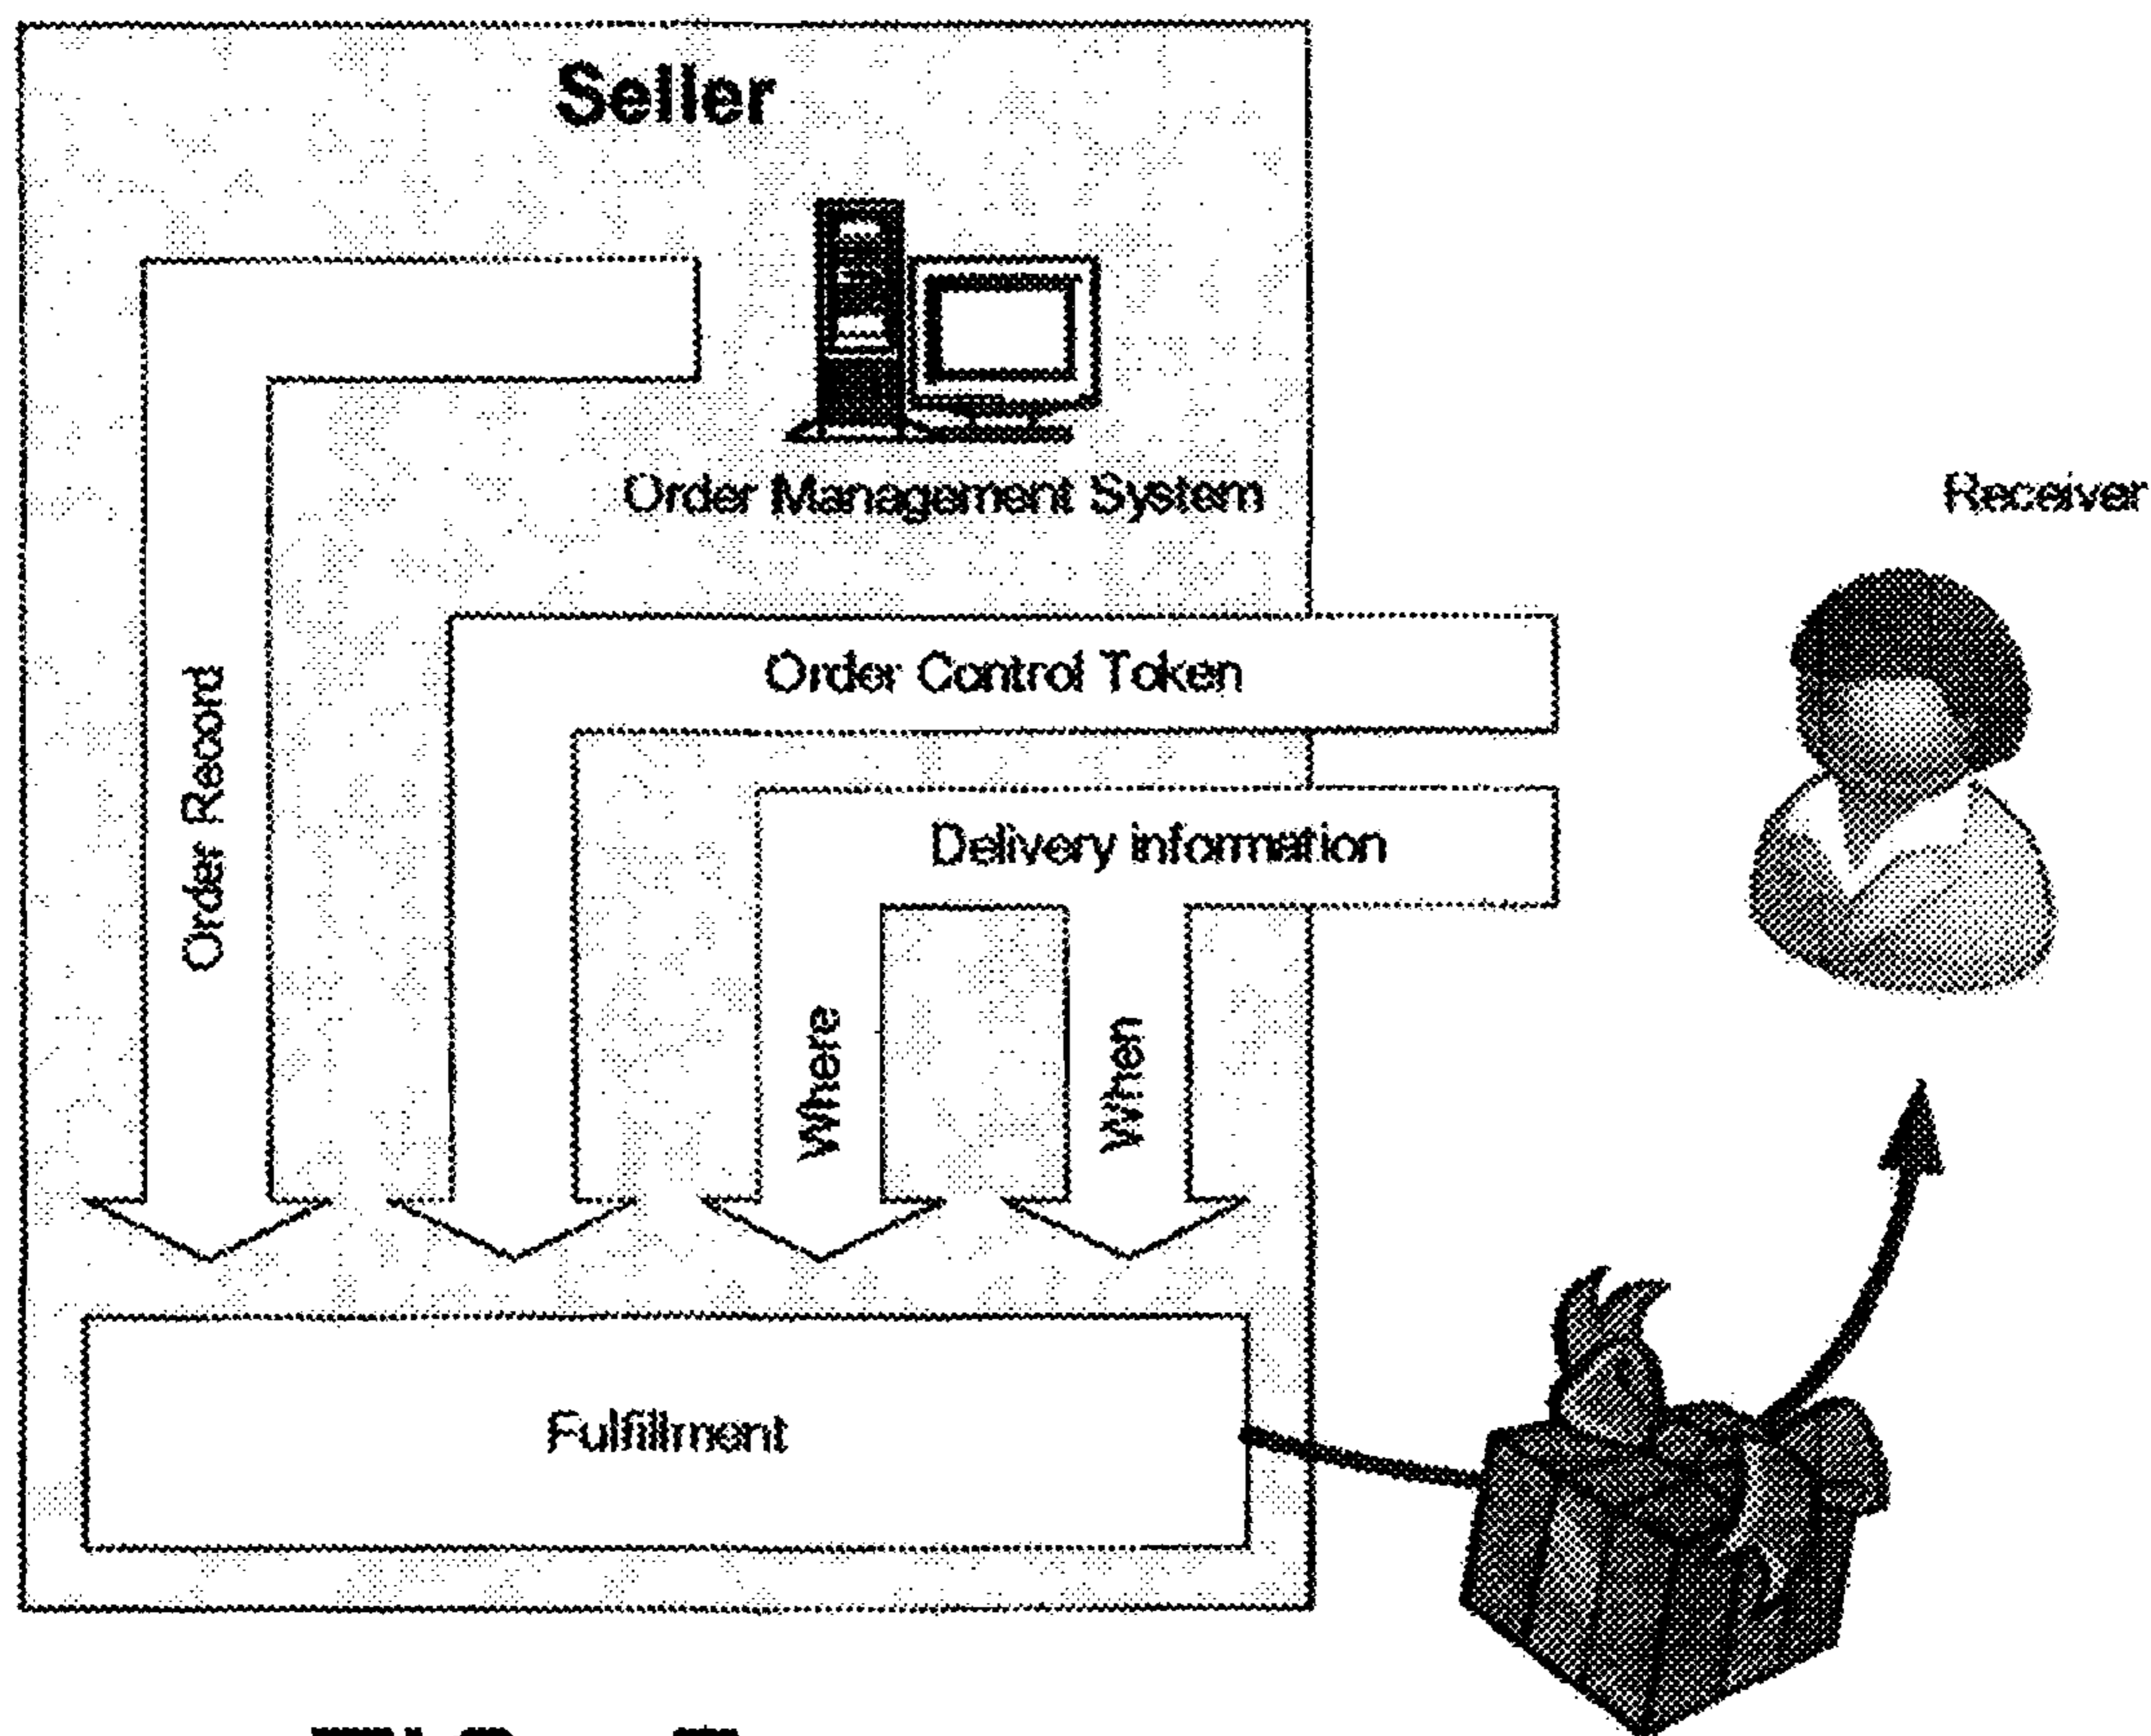 Seller
Order Management System
Receiver
Order Control Token
Order Record
Delivery information
Where
When
Fulfillment